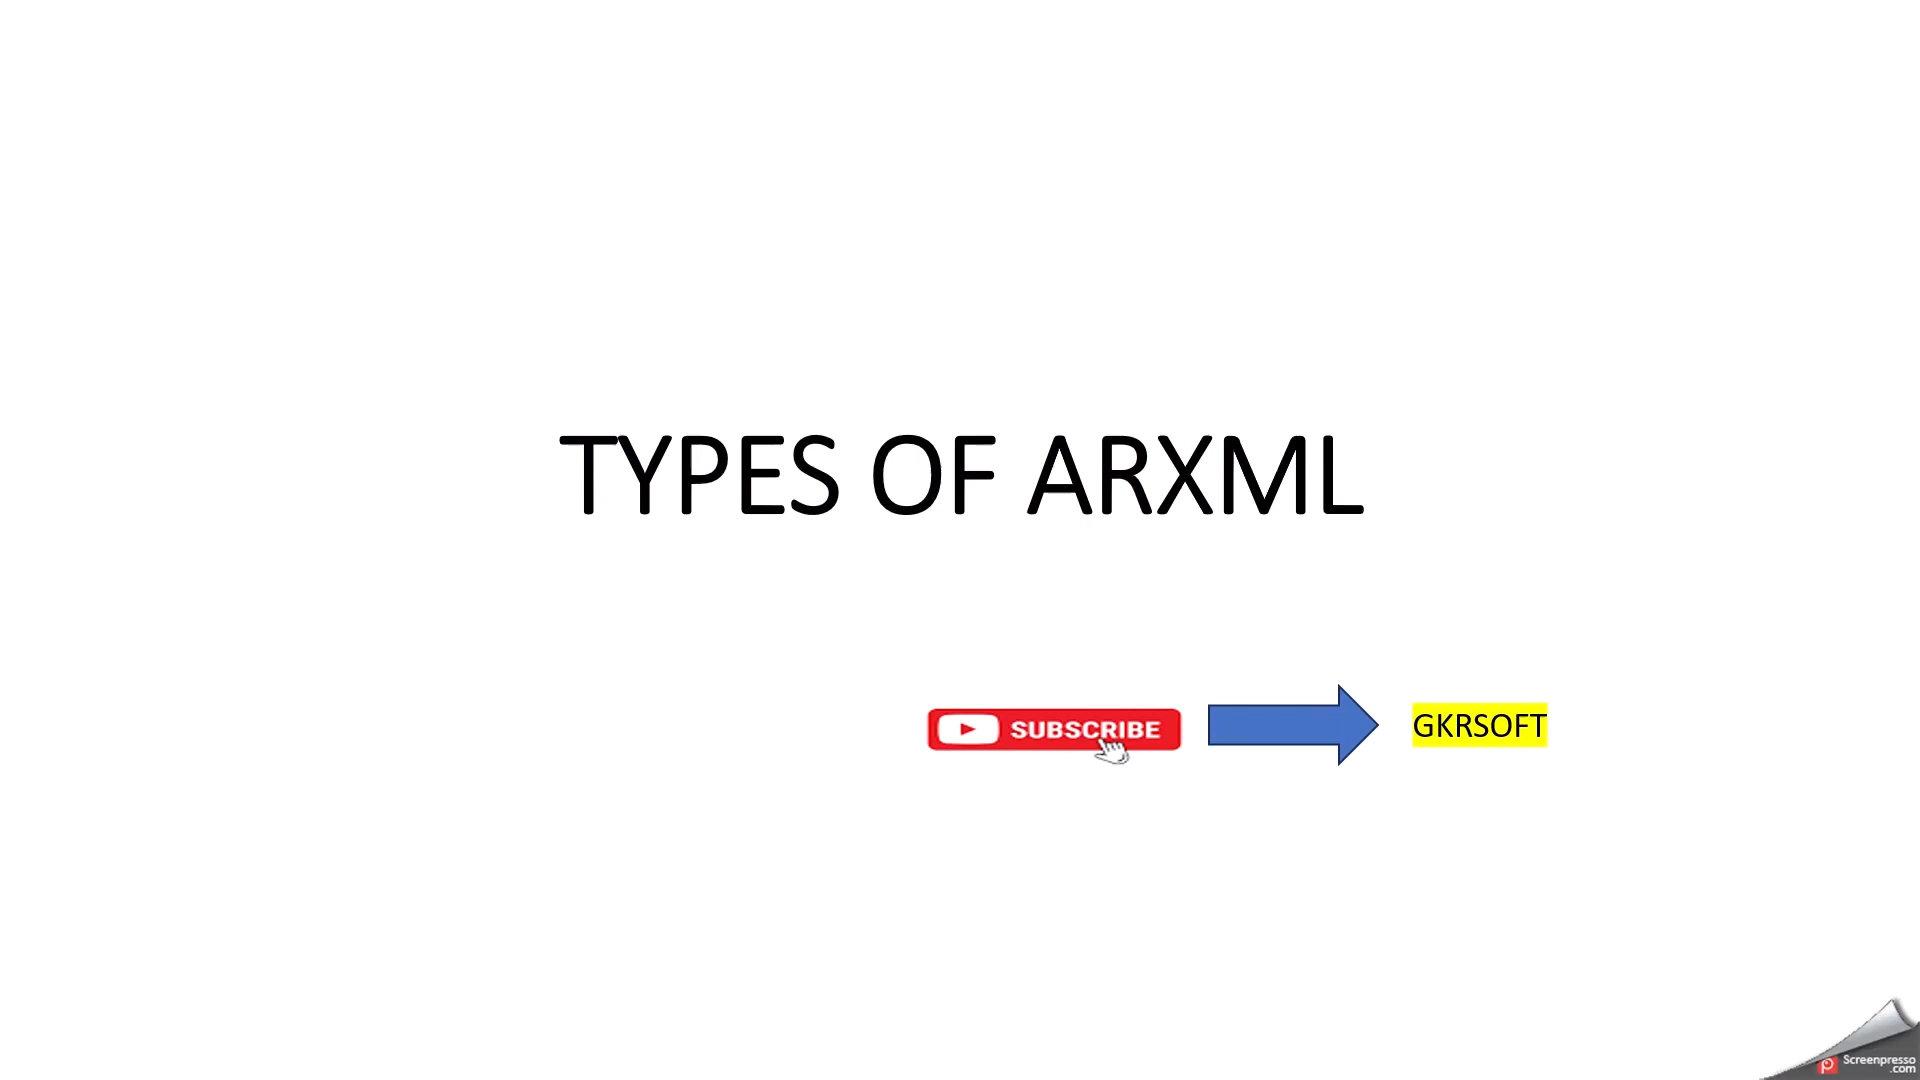 TYPES OF ARXML
SUBSCRIBE
GKRSOFT
Screenpresso
.com